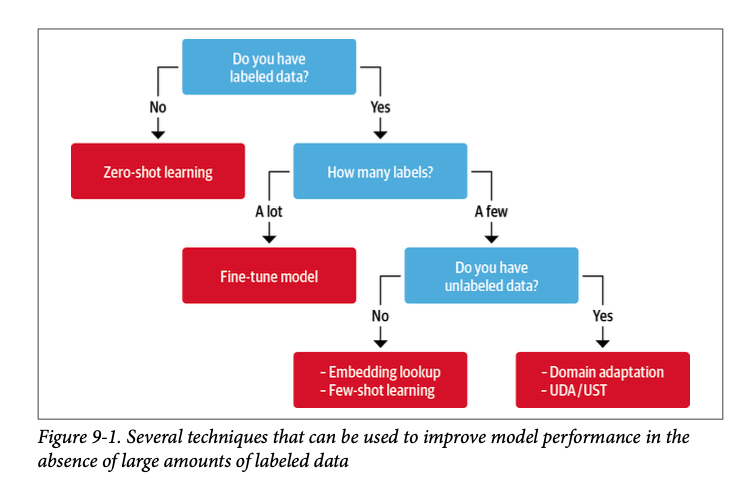 Do you have
labeled data?
No
Yes
Zero-shot learning
How many labels?
A lot
A few
Fine-tune model
Do you have
unlabeled data?
No
Yes
– Embedding lookup
– Few-shot learning
– Domain adaptation
– UDA/UST
Figure 9-1. Several techniques that can be used to improve model performance in the
absence of large amounts of labeled data